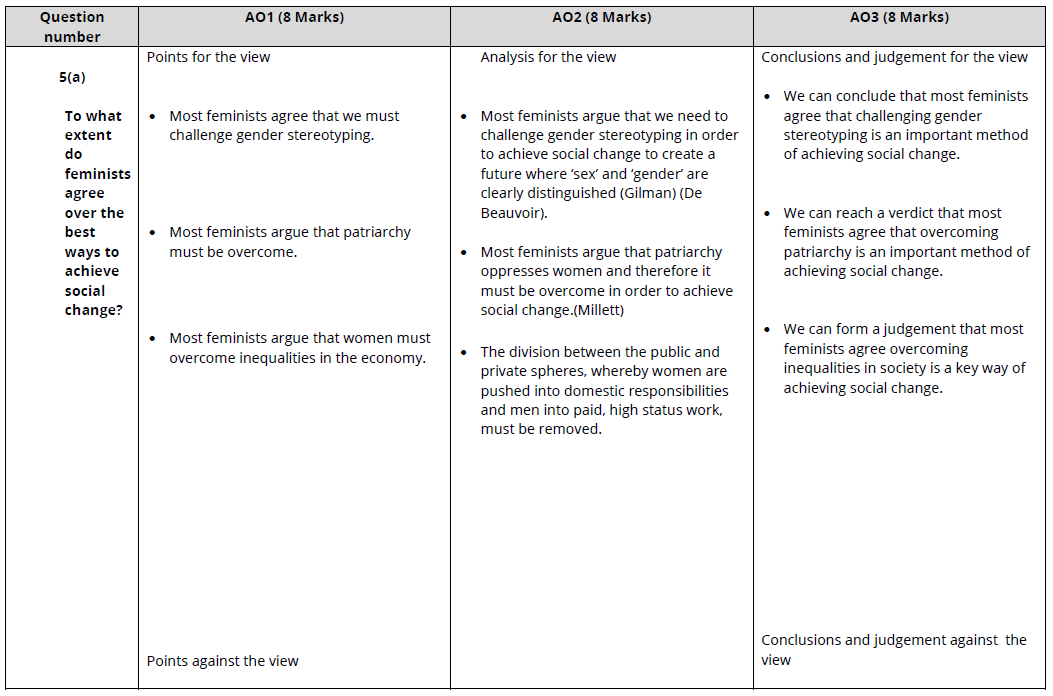 Question
number
AO1 (8 Marks)
AO2 (8 Marks)
AO3 (8 Marks)
5(a)
To what
extent
do
feminists
agree
over the
best
ways to
achieve
social
change?
Points for the view
• Most feminists agree that we must
challenge gender stereotyping.
• Most feminists argue that patriarchy
must be overcome.
• Most feminists argue that women must
overcome inequalities in the economy.
Points against the view
Analysis for the view
• Most feminists argue that we need to
challenge gender stereotyping in order
to achieve social change to create a
future where ‘sex’ and ‘gender’ are
clearly distinguished (Gilman) (De
Beauvoir).
• Most feminists argue that patriarchy
oppresses women and therefore it
must be overcome in order to achieve
social change.(Millett)
• The division between the public and
private spheres, whereby women are
pushed into domestic responsibilities
and men into paid, high status work,
must be removed.
Conclusions and judgement for the view
• We can conclude that most feminists
agree that challenging gender
stereotyping is an important method
of achieving social change.
• We can reach a verdict that most
feminists agree that overcoming
patriarchy is an important method of
achieving social change.
• We can form a judgement that most
feminists agree overcoming
inequalities in society is a key way of
achieving social change.
Conclusions and judgement against the
view